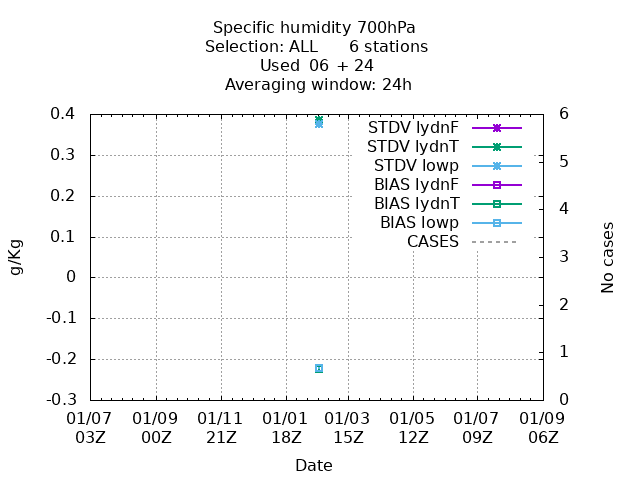 Specific humidity 700hPa
Selection: ALL 6 stations
Used 06 + 24
Averaging window: 24h
0.4
0.3
0.2
0.1
0
-0.1
-0.2
-0.3
g/Kg
6
5
4
3
2
1
0
No cases
STDV lydnF
STDV lydnT
STDV lowp
BIAS lydnF
BIAS lydnT
BIAS lowp
CASES
01/07 01/09 01/11 01/01 01/03 01/05 01/07 01/09
03Z 00Z 21Z 18Z 15Z 12Z 09Z 06Z
Date